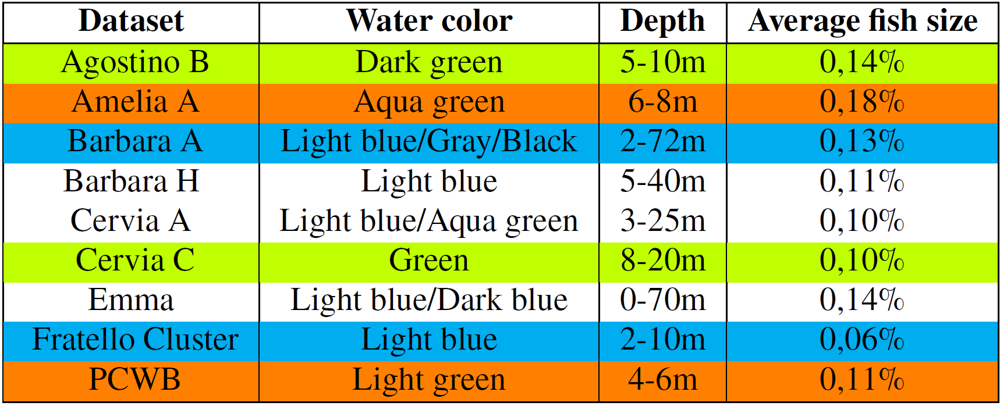 Dataset Water color Depth Average fish size
Agostino B Dark green 5-10m 0,14%
Amelia A Aqua green 6-8m 0,18%
Barbara A Light blue/Gray/Black 2-72m 0,13%
Barbara H Light blue 5-40m 0,11%
Cervia A Light blue/Aqua green 3-25m 0,10%
Cervia C Green 8-20m 0,10%
Emma Light blue/Dark blue 0-70m 0,14%
Fratello Cluster Light blue 2-10m 0,06%
PCWB Light green 4-6m 0,11%